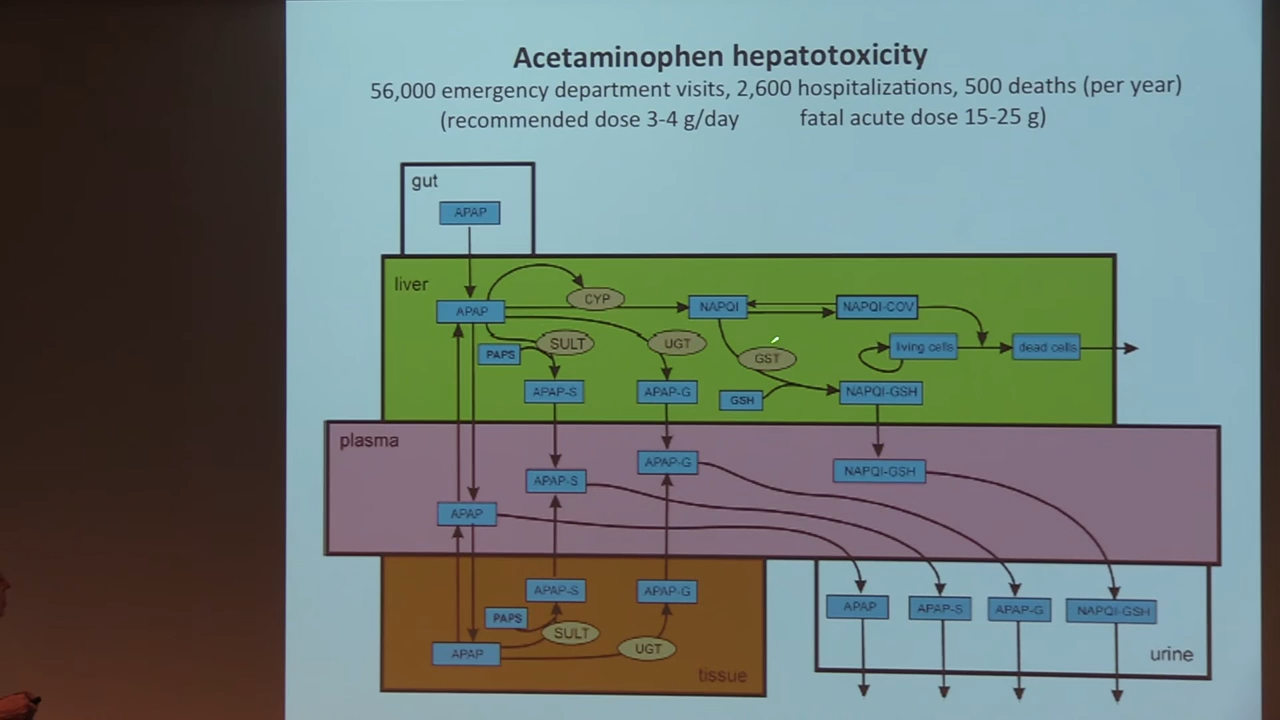 Acetaminophen hepatotoxicity
56,000 emergency department visits, 2,600 hospitalizations, 500 deaths (per year)
(recommended dose 3-4 g/day fatal acute dose 15-25 g)
gut
APAP
liver
CYP
APAP
NAPQI
NAPQI-COV
PAPS
SULT
UGT
GST
living cells
dead cells
APAP-S
APAP-G
GSH
NAPQI-GSH
plasma
APAP-G
APAP-S
NAPQI-GSH
APAP
APAP-S
APAP-G
PAPS
SULT
UGT
APAP
tissue
APAP
APAP-S
APAP-G
NAPQI-GSH
urine